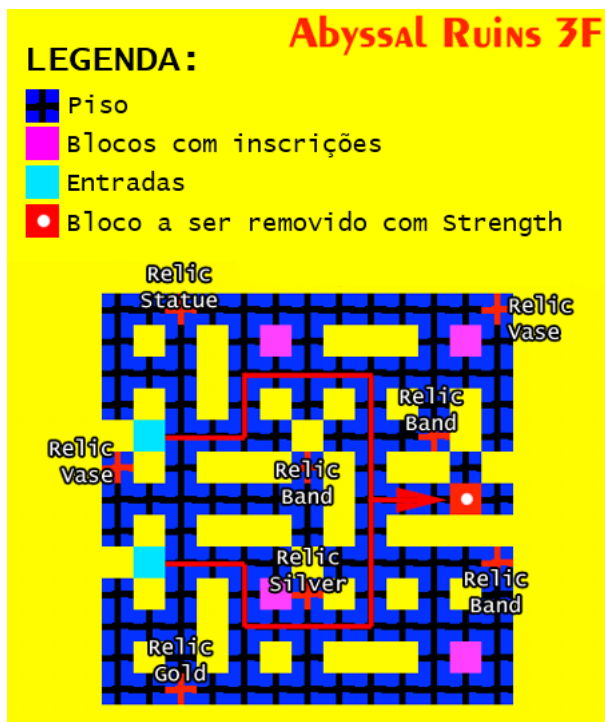 Abyssal Ruins 3F
LEGENDA:
Piso
Blocos com inscrições
Entradas
Bloco a ser removido com Strength
Relic
Statue
Relic
Vase
Relic
Band
Relic
Vase
Relic
Band
Relic
Silver
Relic
Band
Relic
Gold